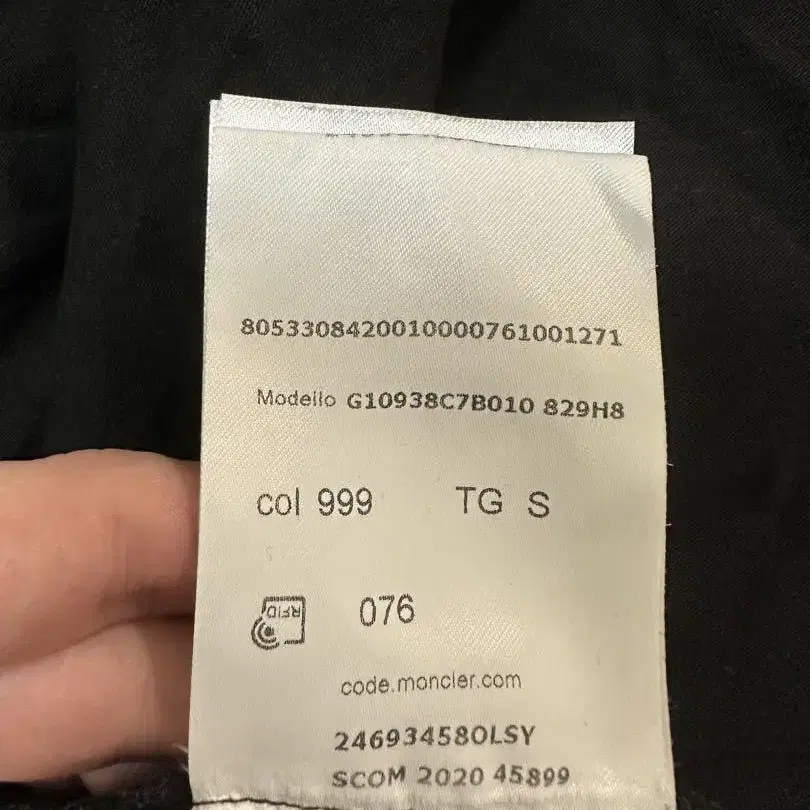 8053308420010000761001271
Modello G10938C7B010 829H8
col 999 TG S
RFID 076
code.moncler.com
246934580LSY
SCOM 2020 45899